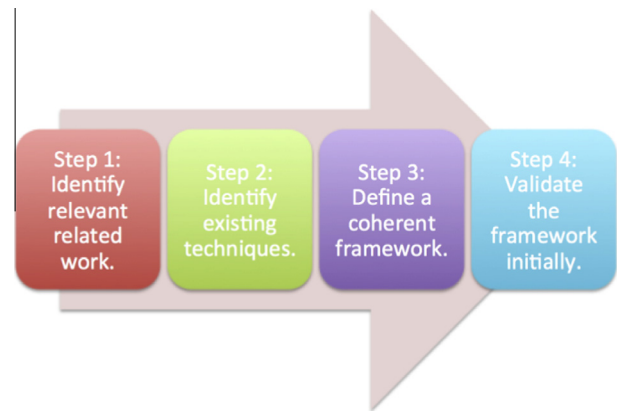 Step 1:
Identify
relevant
related
work.
Step 2:
Identify
existing
techniques.
Step 3:
Define a
coherent
framework.
Step 4:
Validate
the
framework
initially.